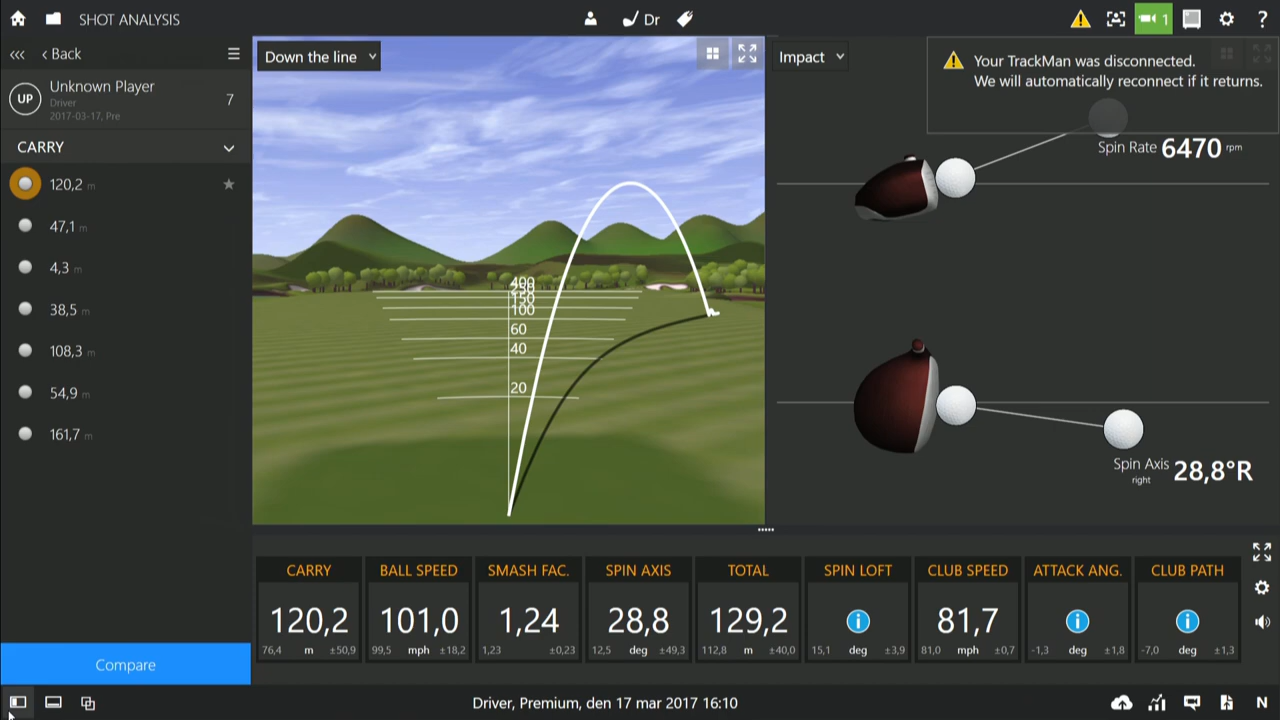 SHOT ANALYSIS
Dr
1
?
Back
UP
Unknown Player
Driver
2017-03-17, Pre
7
CARRY
120,2 m
47,1 m
4,3 m
38,5 m
108,3 m
54,9 m
161,7 m
Compare
Down the line
400
150
100
60
40
20
Impact
Your TrackMan was disconnected.
We will automatically reconnect if it returns.
Spin Rate 6470 rpm
Spin Axis 28,8°R
right
CARRY
120,2
76,4 m ±50,9
BALL SPEED
101,0
99,5 mph ±18,2
SMASH FAC.
1,24
1,23 ±0,23
SPIN AXIS
28,8
12,5 deg ±49,3
TOTAL
129,2
112,8 m ±40,0
SPIN LOFT
15,1 deg ±3,9
CLUB SPEED
81,7
81,0 mph ±0,7
ATTACK ANG.
-1,3 deg ±1,8
CLUB PATH
-7,0 deg ±1,3
Driver, Premium, den 17 mar 2017 16:10
N